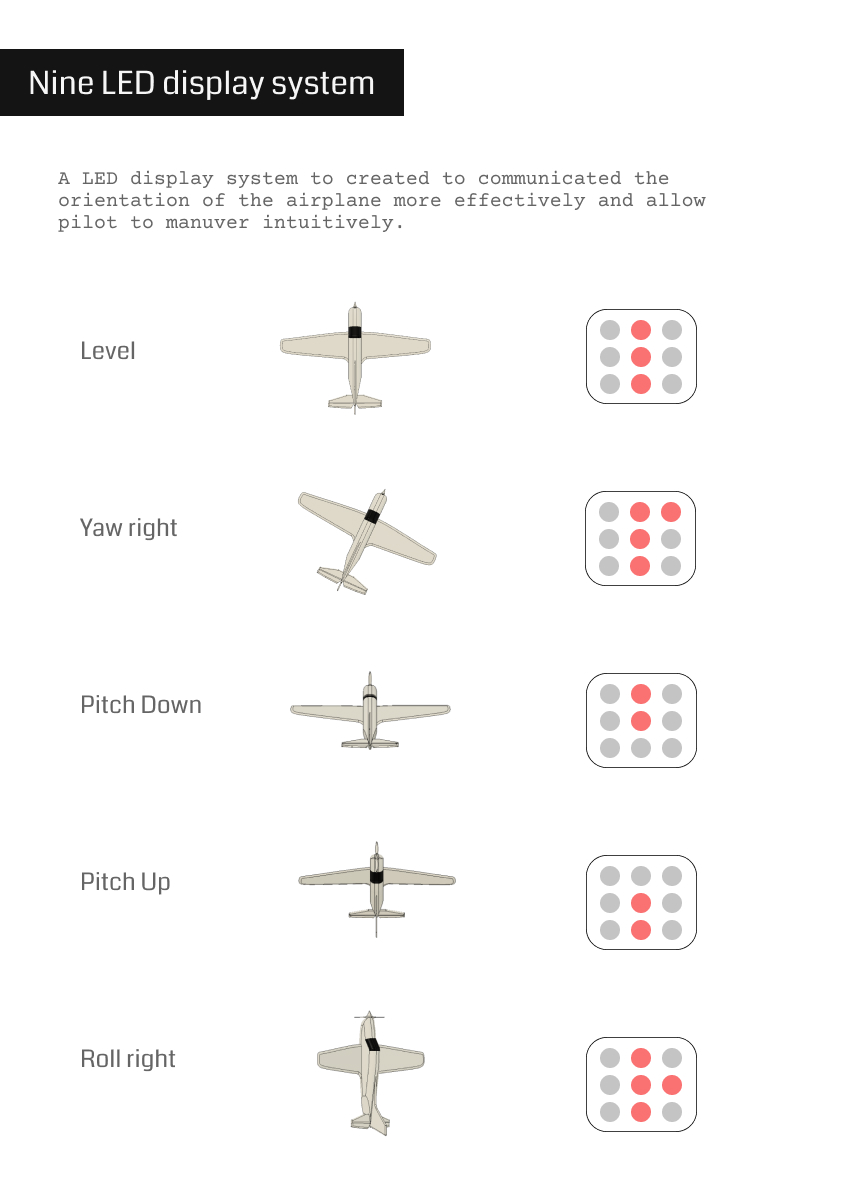 Nine LED display system
A LED display system to created to communicated the
orientation of the airplane more effectively and allow
pilot to manuver intuitively.
Level
Yaw right
Pitch Down
Pitch Up
Roll right